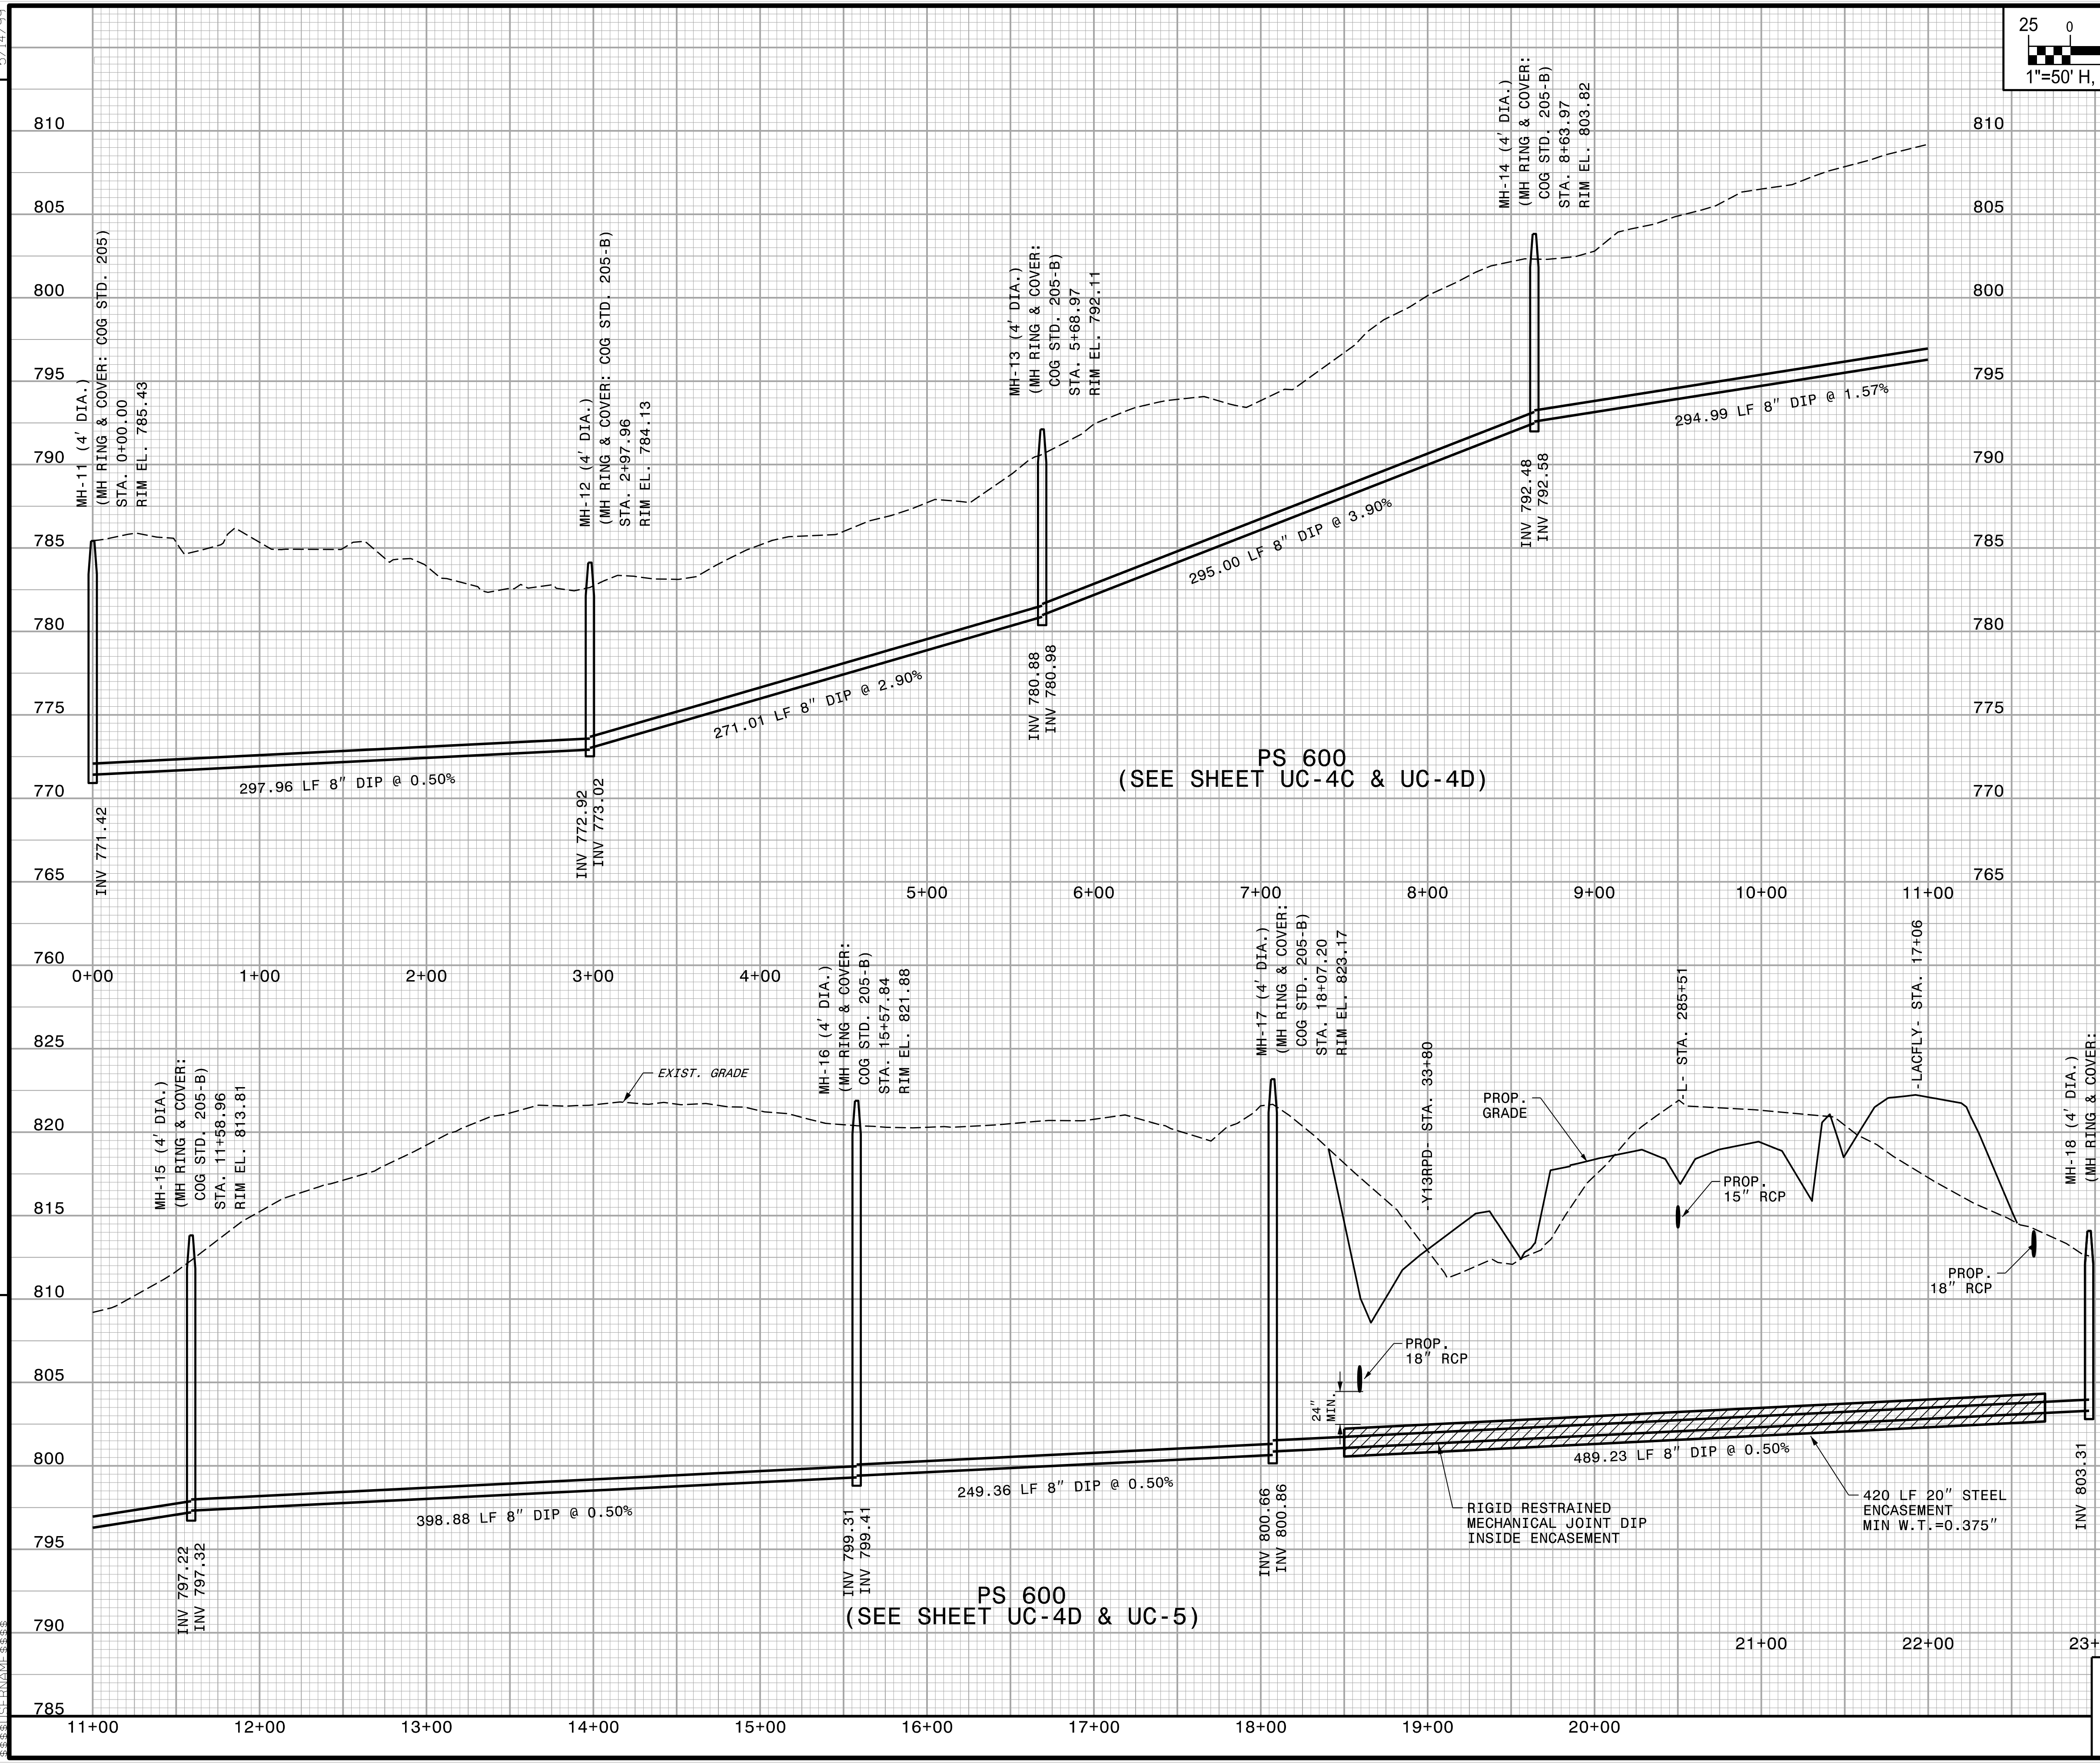 25 0
1"=50' H,
MH-14 (4' DIA.)
(MH RING & COVER:
COG STD. 205-B)
STA. 8+63.97
RIM EL. 803.82
MH-13 (4' DIA.)
(MH RING & COVER:
COG STD. 205-B)
STA. 5+68.97
RIM EL. 792.11
MH-11 (4' DIA.)
(MH RING & COVER: COG STD. 205)
STA. 0+00.00
RIM EL. 785.43
MH-12 (4' DIA.)
(MH RING & COVER: COG STD. 205-B)
STA. 2+97.96
RIM EL. 784.13
810 810
805 805
800 800
795 795
790 790
785 785
780 780
775 775
770 770
765 765
760
294.99 LF 8" DIP @ 1.57%
295.00 LF 8" DIP @ 3.90%
271.01 LF 8" DIP @ 2.90%
297.96 LF 8" DIP @ 0.50%
INV 792.48
INV 792.58
INV 780.88
INV 780.98
INV 772.92
INV 773.02
INV 771.42
PS 600
(SEE SHEET UC-4C & UC-4D)
5+00 6+00 7+00 8+00 9+00 10+00 11+00
0+00 1+00 2+00 3+00 4+00
MH-15 (4' DIA.)
(MH RING & COVER:
COG STD. 205-B)
STA. 11+58.96
RIM EL. 813.81
MH-16 (4' DIA.)
(MH RING & COVER:
COG STD. 205-B)
STA. 15+57.84
RIM EL. 821.88
MH-17 (4' DIA.)
(MH RING & COVER:
COG STD. 205-B)
STA. 18+07.20
RIM EL. 823.17
-Y13RPD- STA. 33+80
-L- STA. 285+51
-LACFLY- STA. 17+06
MH-18 (4' DIA.)
(MH RING & COVER:
EXIST. GRADE
PROP.
GRADE
PROP.
15" RCP
PROP.
18" RCP
PROP.
18" RCP
24"
MIN.
825
820
815
810
805
800
795
790
785
398.88 LF 8" DIP @ 0.50%
249.36 LF 8" DIP @ 0.50%
489.23 LF 8" DIP @ 0.50%
RIGID RESTRAINED
MECHANICAL JOINT DIP
INSIDE ENCASEMENT
420 LF 20" STEEL
ENCASEMENT
MIN W.T.=0.375"
INV 797.22
INV 797.32
INV 799.31
INV 799.41
INV 800.66
INV 800.86
INV 803.31
PS 600
(SEE SHEET UC-4D & UC-5)
21+00 22+00 23+
11+00 12+00 13+00 14+00 15+00 16+00 17+00 18+00 19+00 20+00